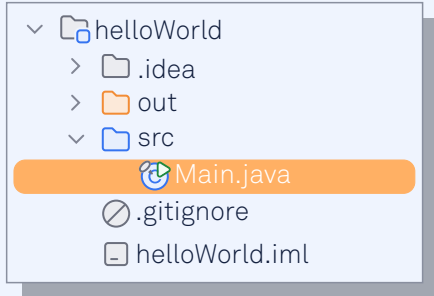 helloWorld
.idea
out
src
Main.java
.gitignore
helloWorld.iml